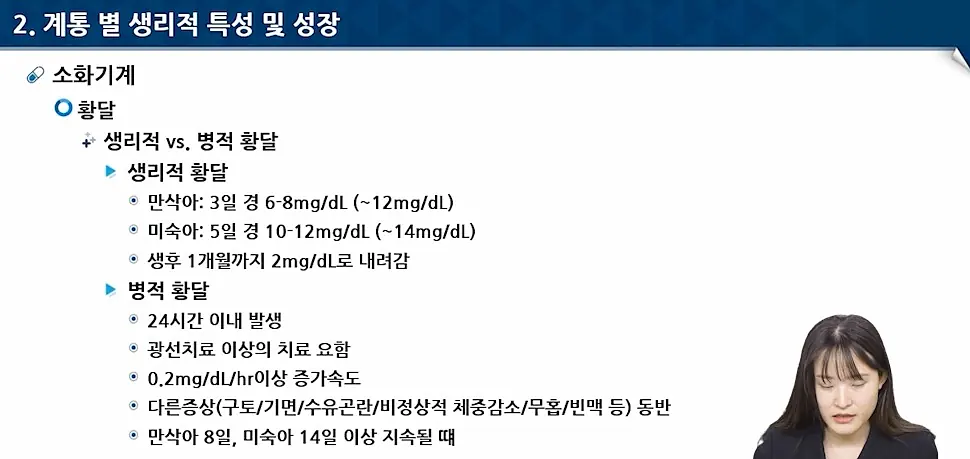 2. 계통 별 생리적 특성 및 성장
소화기계
황달
생리적 vs. 병적 황달
생리적 황달
만삭아: 3일 경 6-8mg/dL (~12mg/dL)
미숙아: 5일 경 10-12mg/dL (~14mg/dL)
생후 1개월까지 2mg/dL로 내려감
병적 황달
24시간 이내 발생
광선치료 이상의 치료 요함
0.2mg/dL/hr이상 증가속도
다른증상(구토/기면/수유곤란/비정상적 체중감소/무홉/빈맥 등) 동반
만삭아 8일, 미숙아 14일 이상 지속될 떄